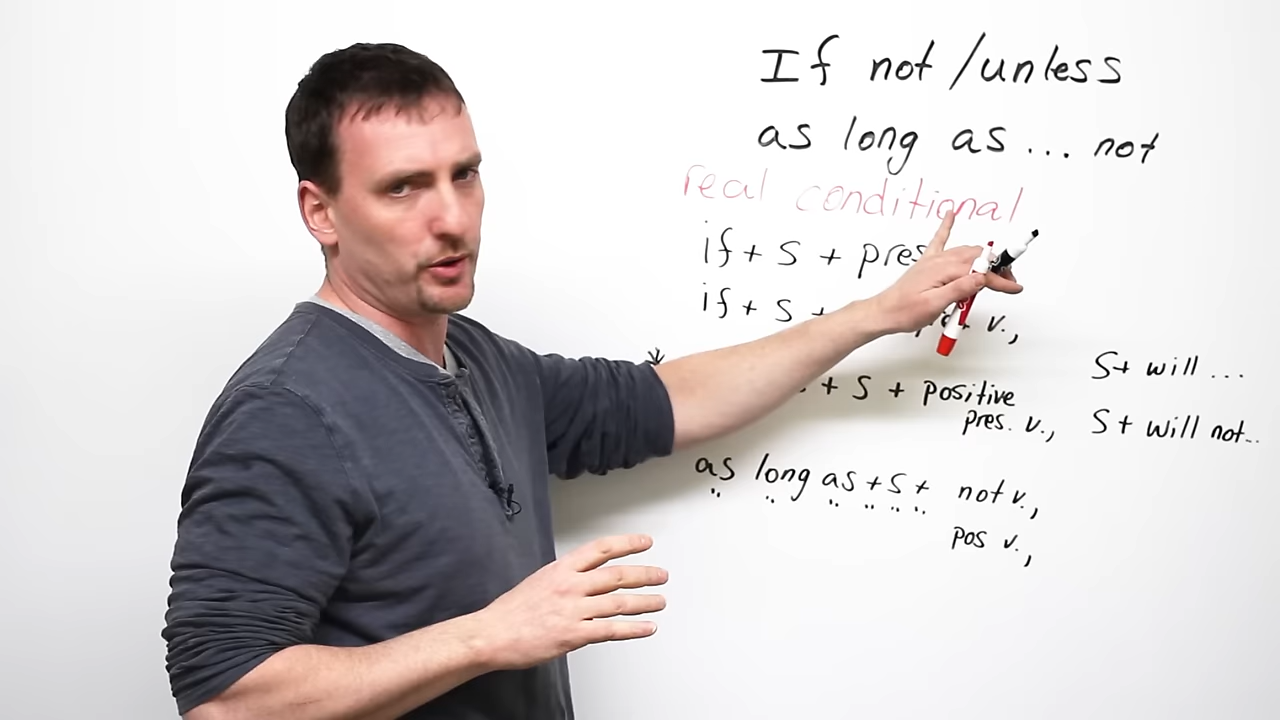 If not /unless
as long as ... not
real conditional
if + S + pres
if + S + v.,
*
+ S + positive
pres. v.,
S+ will ...
S+ will not...
as long as + S + not v.,
" " " " " "
pos v.,